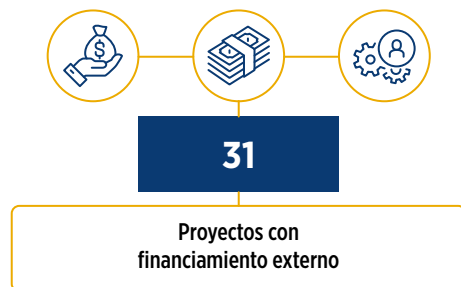 31
Proyectos con
financiamiento externo